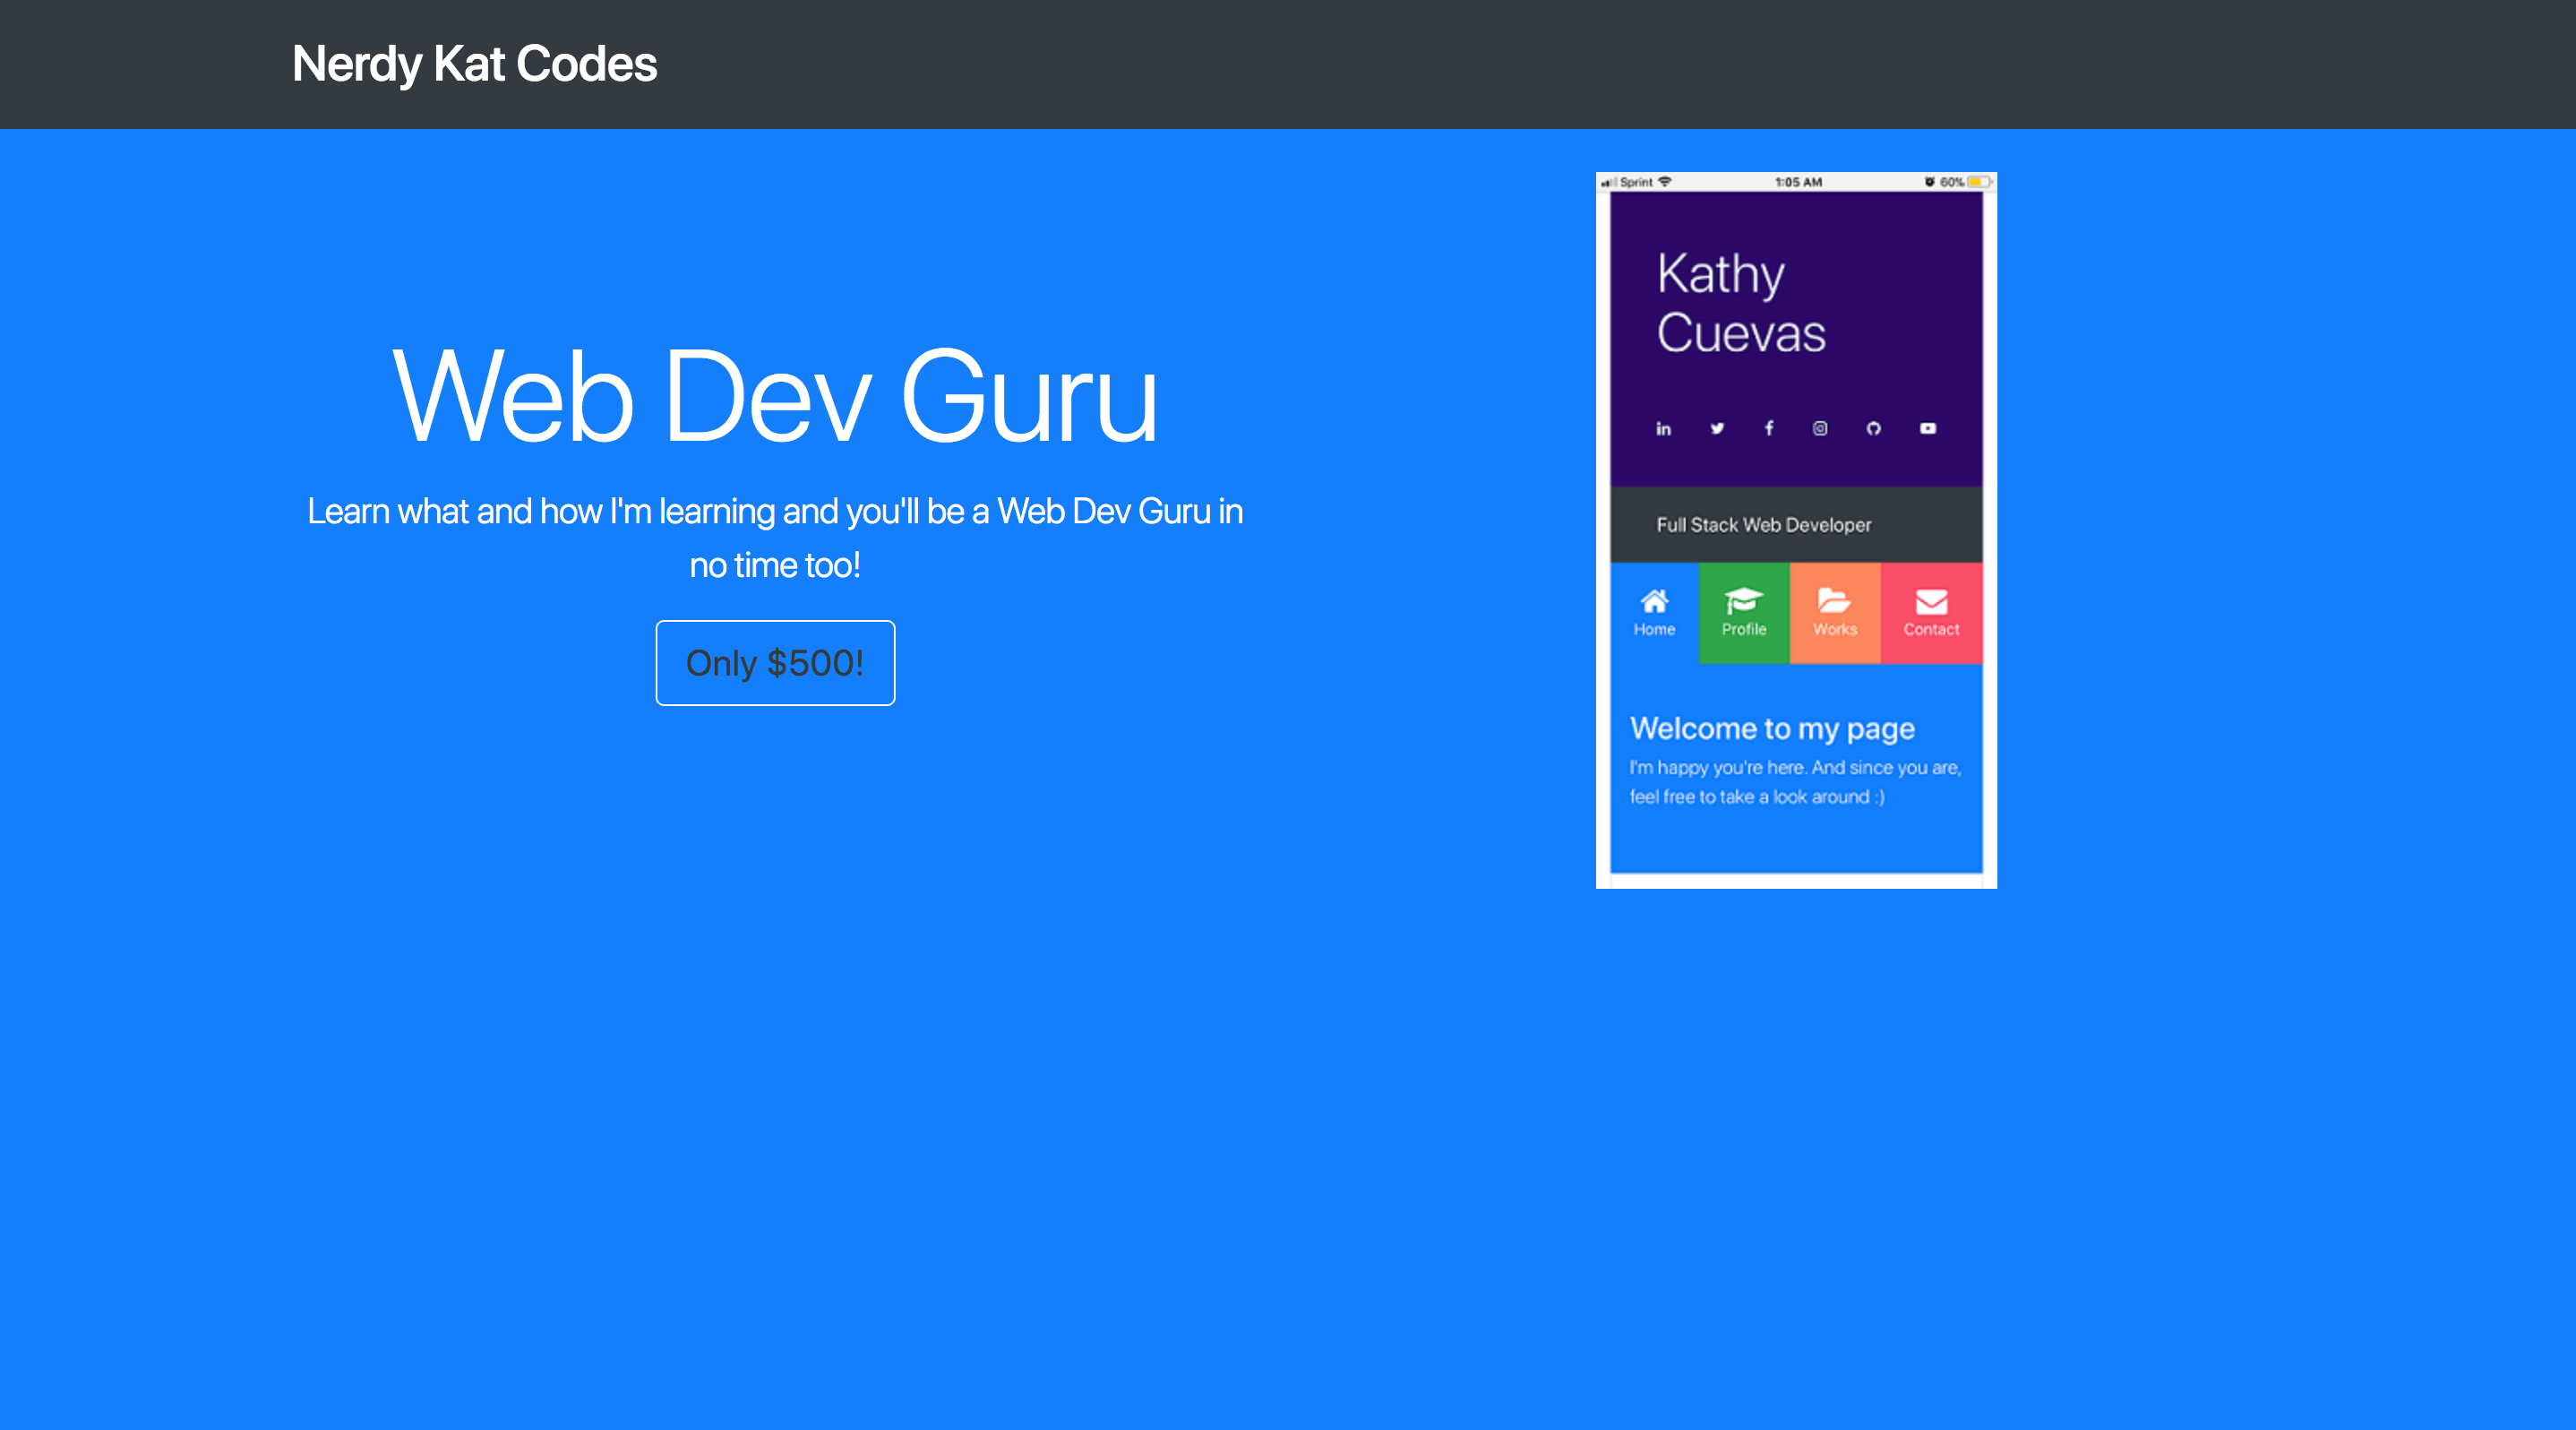 Nerdy Kat Codes
Web Dev Guru
Learn what and how I'm learning and you'll be a Web Dev Guru in
no time too!
Only $500!
Sprint 1:05 AM 60%
Kathy
Cuevas
Full Stack Web Developer
Home Profile Works Contact
Welcome to my page
I'm happy you're here. And since you are,
feel free to take a look around :)